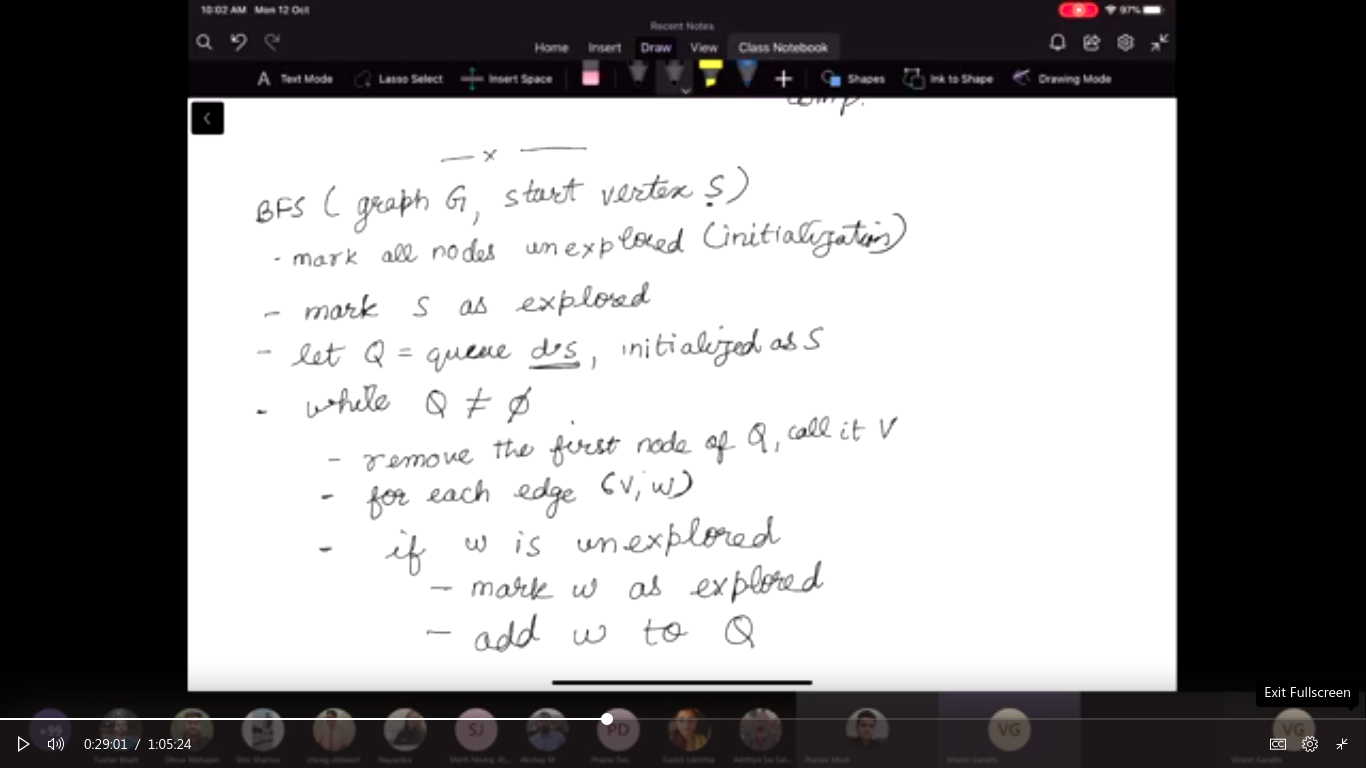 10:02 AM Mon 12 Oct
97%
Recent Notes
Home Insert Draw View Class Notebook
Text Mode Lasso Select Insert Space Shapes Ink to Shape Drawing Mode
comp.
— x —
BFS ( graph G, start vertex S )
- mark all nodes unexplored (initialization)
- mark S as explored
- let Q = queue d·s, initialized as S
- while Q ≠ ∅
- remove the first node of Q, call it V
- for each edge (v, w)
- if w is unexplored
- mark w as explored
- add w to Q
Exit Fullscreen
SJ PD VG VG
0:29:01 / 1:05:24
CC